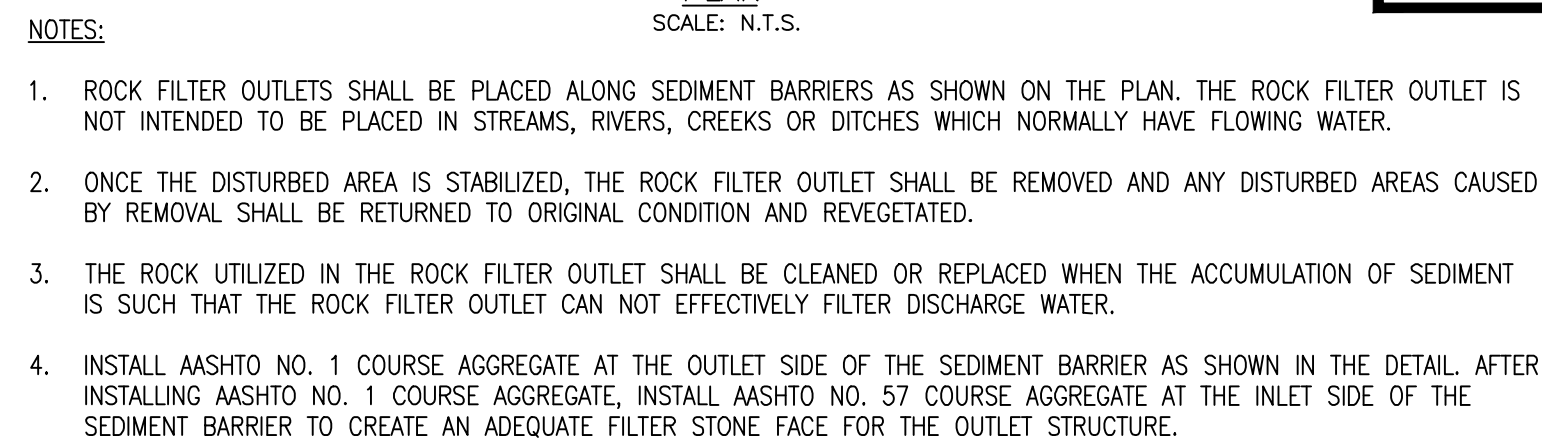 SCALE: N.T.S.
NOTES:
1. ROCK FILTER OUTLETS SHALL BE PLACED ALONG SEDIMENT BARRIERS AS SHOWN ON THE PLAN. THE ROCK FILTER OUTLET IS
NOT INTENDED TO BE PLACED IN STREAMS, RIVERS, CREEKS OR DITCHES WHICH NORMALLY HAVE FLOWING WATER.
2. ONCE THE DISTURBED AREA IS STABILIZED, THE ROCK FILTER OUTLET SHALL BE REMOVED AND ANY DISTURBED AREAS CAUSED
BY REMOVAL SHALL BE RETURNED TO ORIGINAL CONDITION AND REVEGETATED.
3. THE ROCK UTILIZED IN THE ROCK FILTER OUTLET SHALL BE CLEANED OR REPLACED WHEN THE ACCUMULATION OF SEDIMENT
IS SUCH THAT THE ROCK FILTER OUTLET CAN NOT EFFECTIVELY FILTER DISCHARGE WATER.
4. INSTALL AASHTO NO. 1 COURSE AGGREGATE AT THE OUTLET SIDE OF THE SEDIMENT BARRIER AS SHOWN IN THE DETAIL. AFTER
INSTALLING AASHTO NO. 1 COURSE AGGREGATE, INSTALL AASHTO NO. 57 COURSE AGGREGATE AT THE INLET SIDE OF THE
SEDIMENT BARRIER TO CREATE AN ADEQUATE FILTER STONE FACE FOR THE OUTLET STRUCTURE.